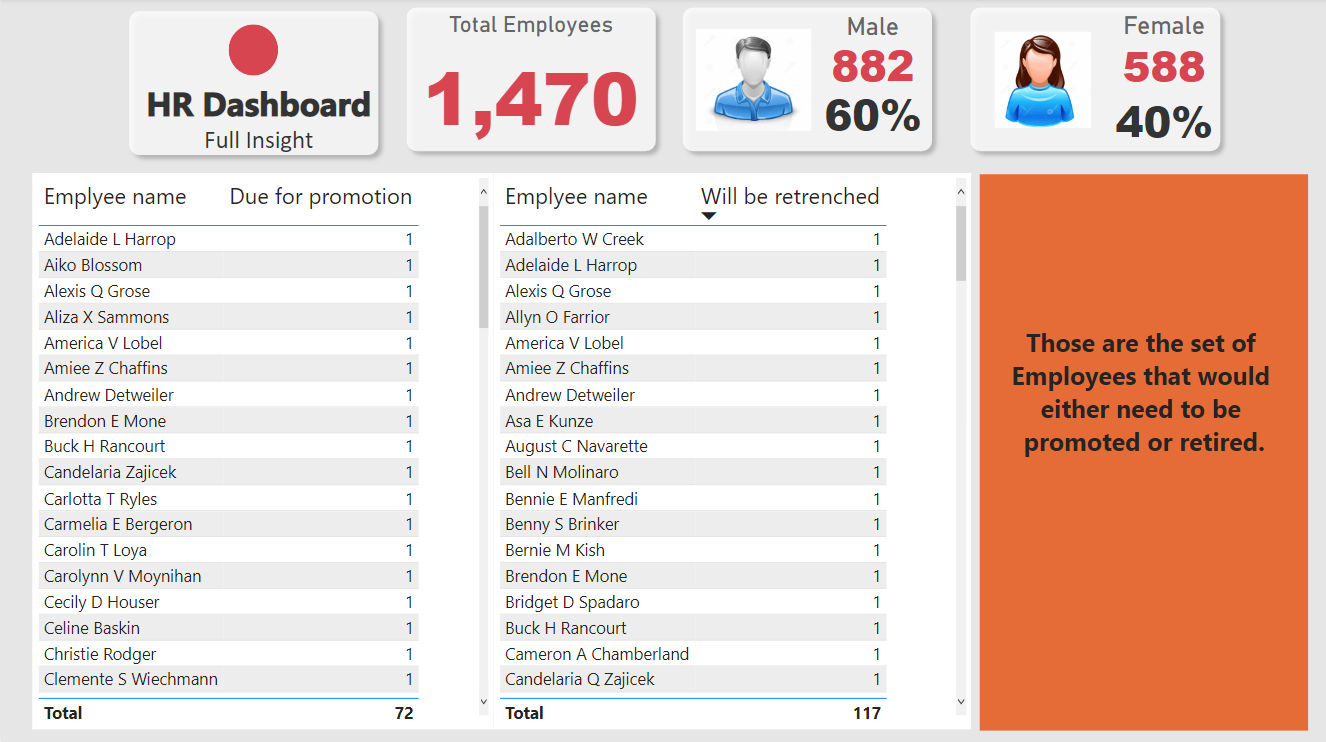 HR Dashboard
Full Insight
Total Employees
1,470
Male
882
60%
Female
588
40%
Emplyee name Due for promotion
Adelaide L Harrop 1
Aiko Blossom 1
Alexis Q Grose 1
Aliza X Sammons 1
America V Lobel 1
Amiee Z Chaffins 1
Andrew Detweiler 1
Brendon E Mone 1
Buck H Rancourt 1
Candelaria Zajicek 1
Carlotta T Ryles 1
Carmelia E Bergeron 1
Carolin T Loya 1
Carolynn V Moynihan 1
Cecily D Houser 1
Celine Baskin 1
Christie Rodger 1
Clemente S Wiechmann 1
Total 72
Emplyee name Will be retrenched
Adalberto W Creek 1
Adelaide L Harrop 1
Alexis Q Grose 1
Allyn O Farrior 1
America V Lobel 1
Amiee Z Chaffins 1
Andrew Detweiler 1
Asa E Kunze 1
August C Navarette 1
Bell N Molinaro 1
Bennie E Manfredi 1
Benny S Brinker 1
Bernie M Kish 1
Brendon E Mone 1
Bridget D Spadaro 1
Buck H Rancourt 1
Cameron A Chamberland 1
Candelaria Q Zajicek 1
Total 117
Those are the set of
Employees that would
either need to be
promoted or retired.